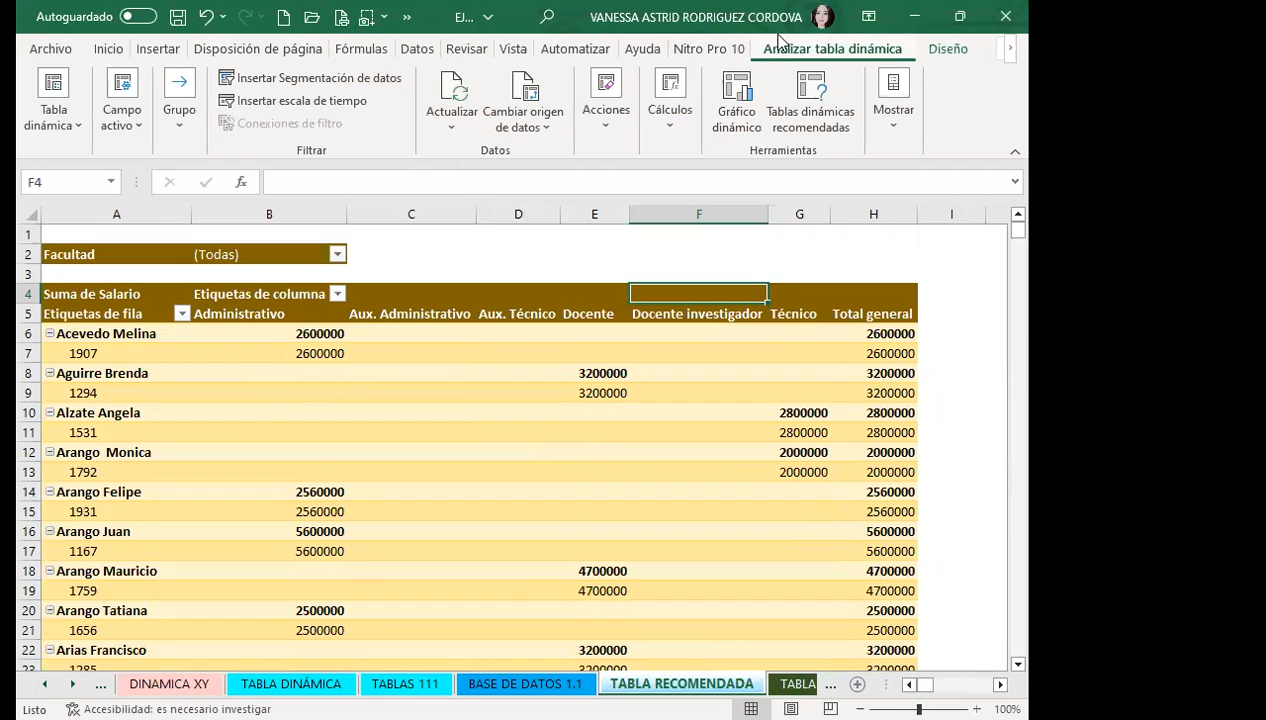 Autoguardado EJ... VANESSA ASTRID RODRIGUEZ CORDOVA
Archivo Inicio Insertar Disposición de página Fórmulas Datos Revisar Vista Automatizar Ayuda Nitro Pro 10 Analizar tabla dinámica Diseño
Tabla dinámica
Campo activo
Grupo
Insertar Segmentación de datos
Insertar escala de tiempo
Conexiones de filtro
Filtrar
Actualizar
Cambiar origen de datos
Datos
Acciones
Cálculos
Gráfico dinámico
Tablas dinámicas recomendadas
Herramientas
Mostrar
F4 fx
A B C D E F G H I
1
2 Facultad (Todas)
3
4 Suma de Salario Etiquetas de columna
5 Etiquetas de fila Administrativo Aux. Administrativo Aux. Técnico Docente Docente investigador Técnico Total general
6 Acevedo Melina 2600000 2600000
7 1907 2600000 2600000
8 Aguirre Brenda 3200000 3200000
9 1294 3200000 3200000
10 Alzate Angela 2800000 2800000
11 1531 2800000 2800000
12 Arango Monica 2000000 2000000
13 1792 2000000 2000000
14 Arango Felipe 2560000 2560000
15 1931 2560000 2560000
16 Arango Juan 5600000 5600000
17 1167 5600000 5600000
18 Arango Mauricio 4700000 4700000
19 1759 4700000 4700000
20 Arango Tatiana 2500000 2500000
21 1656 2500000 2500000
22 Arias Francisco 3200000 3200000
23 1285 3200000 3200000
... DINAMICA XY TABLA DINÁMICA TABLAS 111 BASE DE DATOS 1.1 TABLA RECOMENDADA TABLA ...
Listo Accesibilidad: es necesario investigar 100%